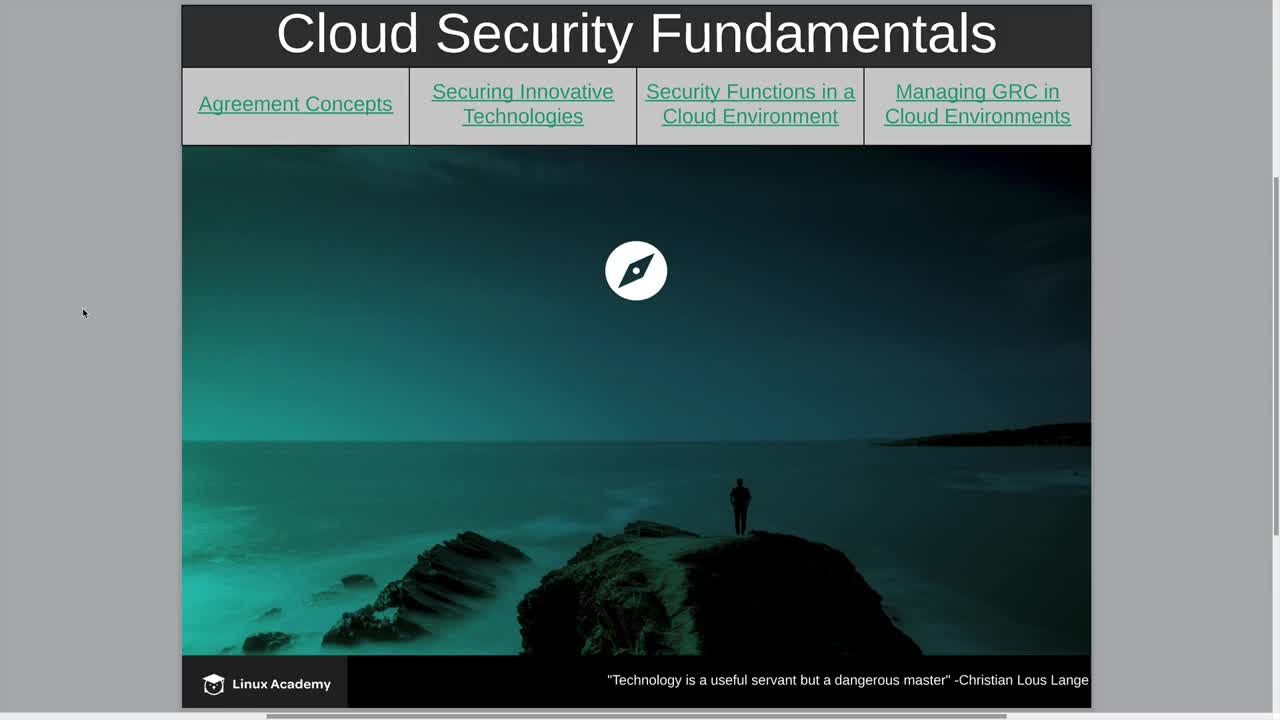 Cloud Security Fundamentals
Agreement Concepts
Securing Innovative
Technologies
Security Functions in a
Cloud Environment
Managing GRC in
Cloud Environments
Linux Academy
"Technology is a useful servant but a dangerous master" -Christian Lous Lange